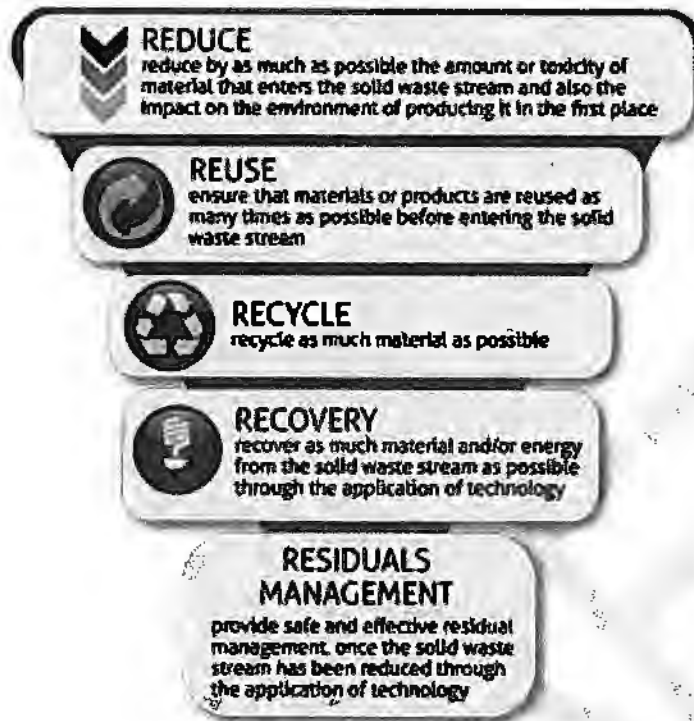 REDUCE
reduce by as much as possible the amount or toxicity of
material that enters the solid waste stream and also the
impact on the environment of producing it in the first place
REUSE
ensure that materials or products are reused as
many times as possible before entering the solid
waste stream
RECYCLE
recycle as much material as possible
RECOVERY
recover as much material and/or energy
from the solid waste stream as possible
through the application of technology
RESIDUALS
MANAGEMENT
provide safe and effective residual
management, once the solid waste
stream has been reduced through
the application of technology